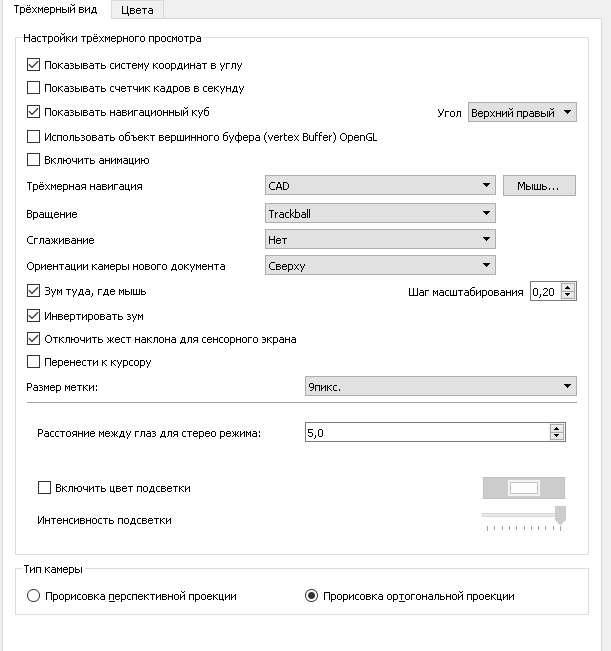 Трёхмерный вид Цвета
Настройки трёхмерного просмотра
Показывать систему координат в углу
Показывать счетчик кадров в секунду
Показывать навигационный куб Угол Верхний правый
Использовать объект вершинного буфера (vertex Buffer) OpenGL
Включить анимацию
Трёхмерная навигация CAD Мышь...
Вращение Trackball
Сглаживание Нет
Ориентации камеры нового документа Сверху
Зум туда, где мышь Шаг масштабирования 0,20
Инвертировать зум
Отключить жест наклона для сенсорного экрана
Перенести к курсору
Размер метки: 9пикс.
Расстояние между глаз для стерео режима: 5,0
Включить цвет подсветки
Интенсивность подсветки
Тип камеры
Прорисовка перспективной проекции Прорисовка ортогональной проекции